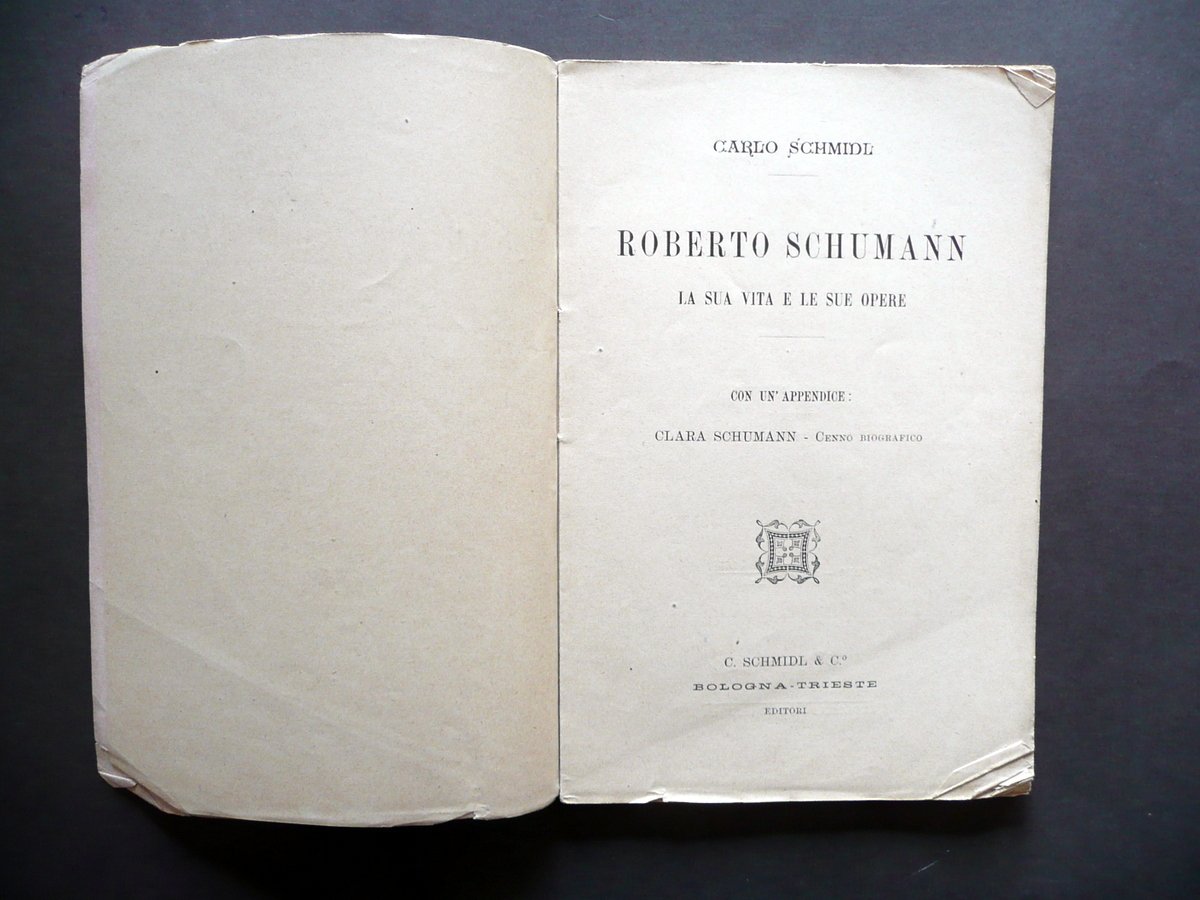 CARLO SCHMIDL
ROBERTO SCHUMANN
LA SUA VITA E LE SUE OPERE
CON UN' APPENDICE:
CLARA SCHUMANN - CENNO BIOGRAFICO
C. SCHMIDL & C.º
BOLOGNA-TRIESTE
EDITORI